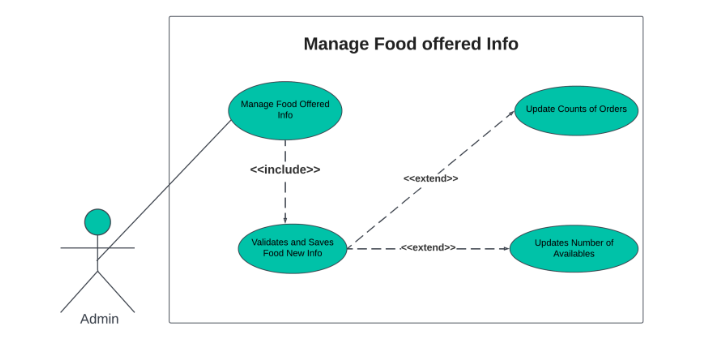 Manage Food offered Info
Manage Food Offered
Info
Update Counts of Orders
<<include>>
<<extend>>
Validates and Saves
Food New Info
<<extend>>
Updates Number of
Availables
Admin